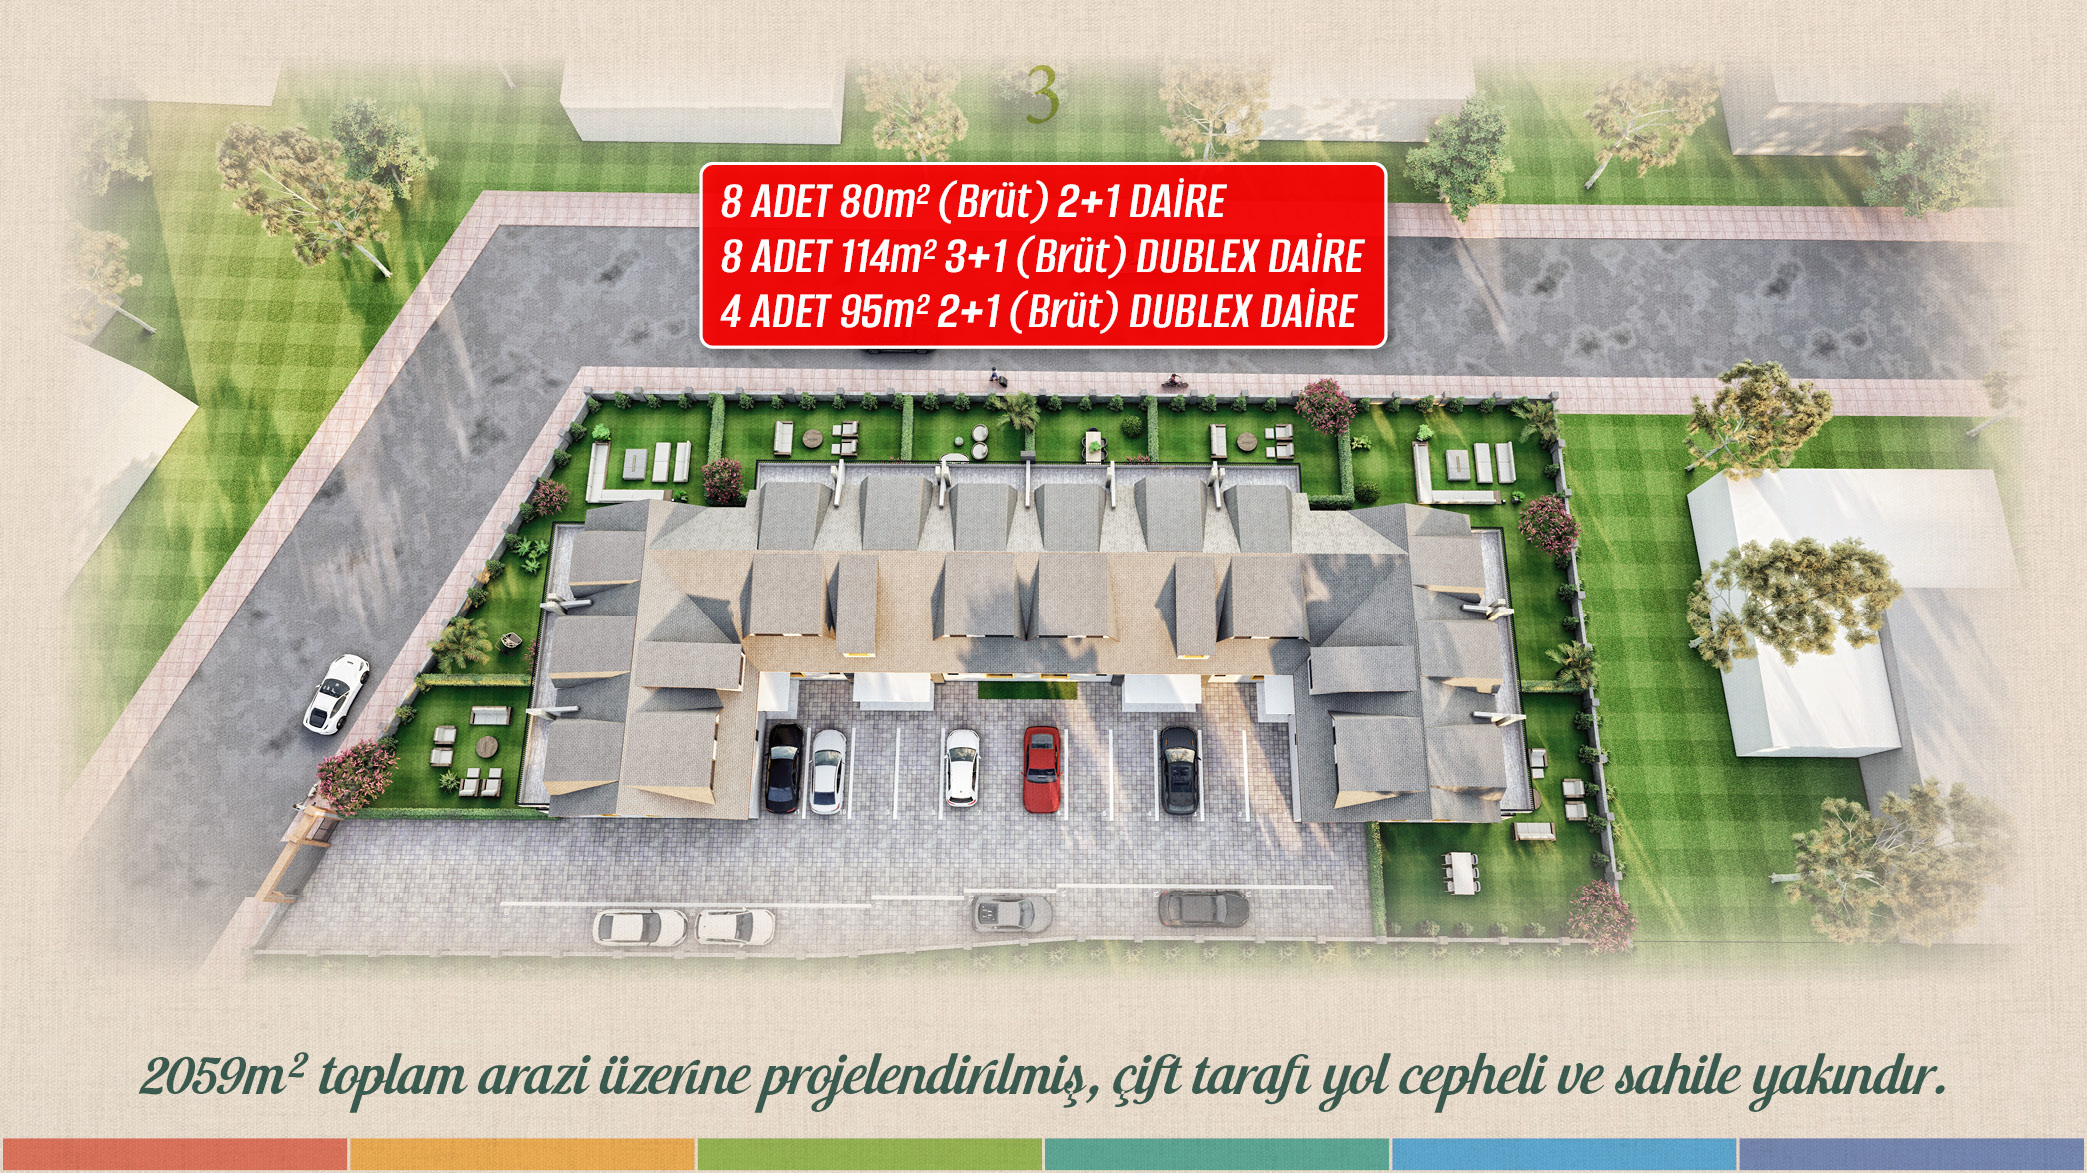 3
8 ADET 80m² (Brüt) 2+1 DAİRE
8 ADET 114m² 3+1 (Brüt) DUBLEX DAİRE
4 ADET 95m² 2+1 (Brüt) DUBLEX DAİRE
2059m² toplam arazi üzerine projelendirilmiş, çift tarafı yol cepheli ve sahile yakındır.